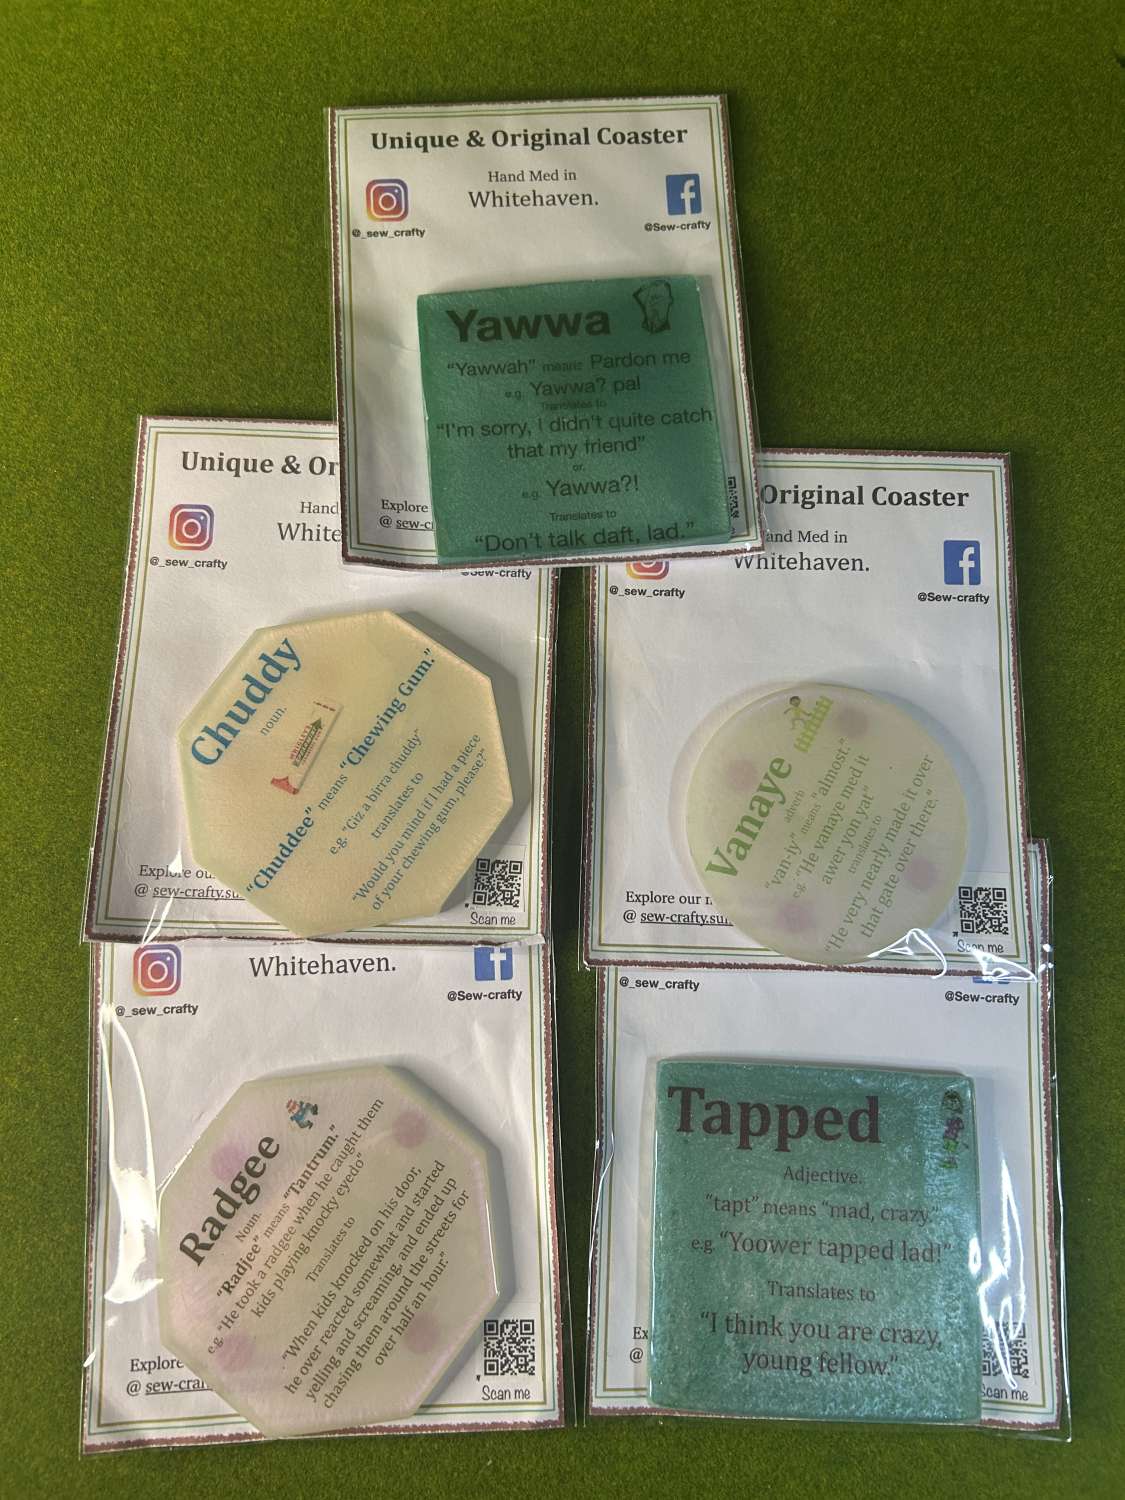 Unique & Original Coaster
Hand Med in
Whitehaven.
@_sew_crafty
@Sew-crafty
Yawwa
“Yawwah” means Pardon me
e.g. Yawwa? pal
Translates to
“I'm sorry, I didn't quite catch
that my friend”
or,
e.g. Yawwa?!
Translates to
“Don't talk daft, lad.”
Explore
@ sew-c
Unique & Or
Hand
White
@_sew_crafty
@Sew-crafty
Chuddy
noun.
“Chuddee” means “Chewing Gum.”
e.g. “Giz a birra chuddy”
translates to
“Would you mind if I had a piece
of your chewing gum, please?”
Explore ou
@ sew-crafty.su
Scan me
Original Coaster
and Med in
Whitehaven.
@_sew_crafty
@Sew-crafty
Vanaye
adverb
“van-iy” means “almost.”
e.g. “He vanaye med it
awer yon yat”
translates to
“He very nearly made it over
that gate over there.”
Explore our
@ sew-crafty.su
Scan me
Whitehaven.
@_sew_crafty
@Sew-crafty
Radgee
Noun.
“Radjee” means “Tantrum.”
e.g. “He took a radgee when he caught them
kids playing knocky eyedo”
Translates to
“When kids knocked on his door,
he over reacted somewhat and started
yelling and screaming, and ended up
chasing them around the streets for
over half an hour.”
Explore
@ sew-craf
Scan me
@_sew_crafty
@Sew-crafty
Tapped
Adjective.
“tapt” means “mad, crazy.”
e.g. “Yoower tapped lad!”
Translates to
“I think you are crazy,
young fellow.”
Ex
@
Scan me